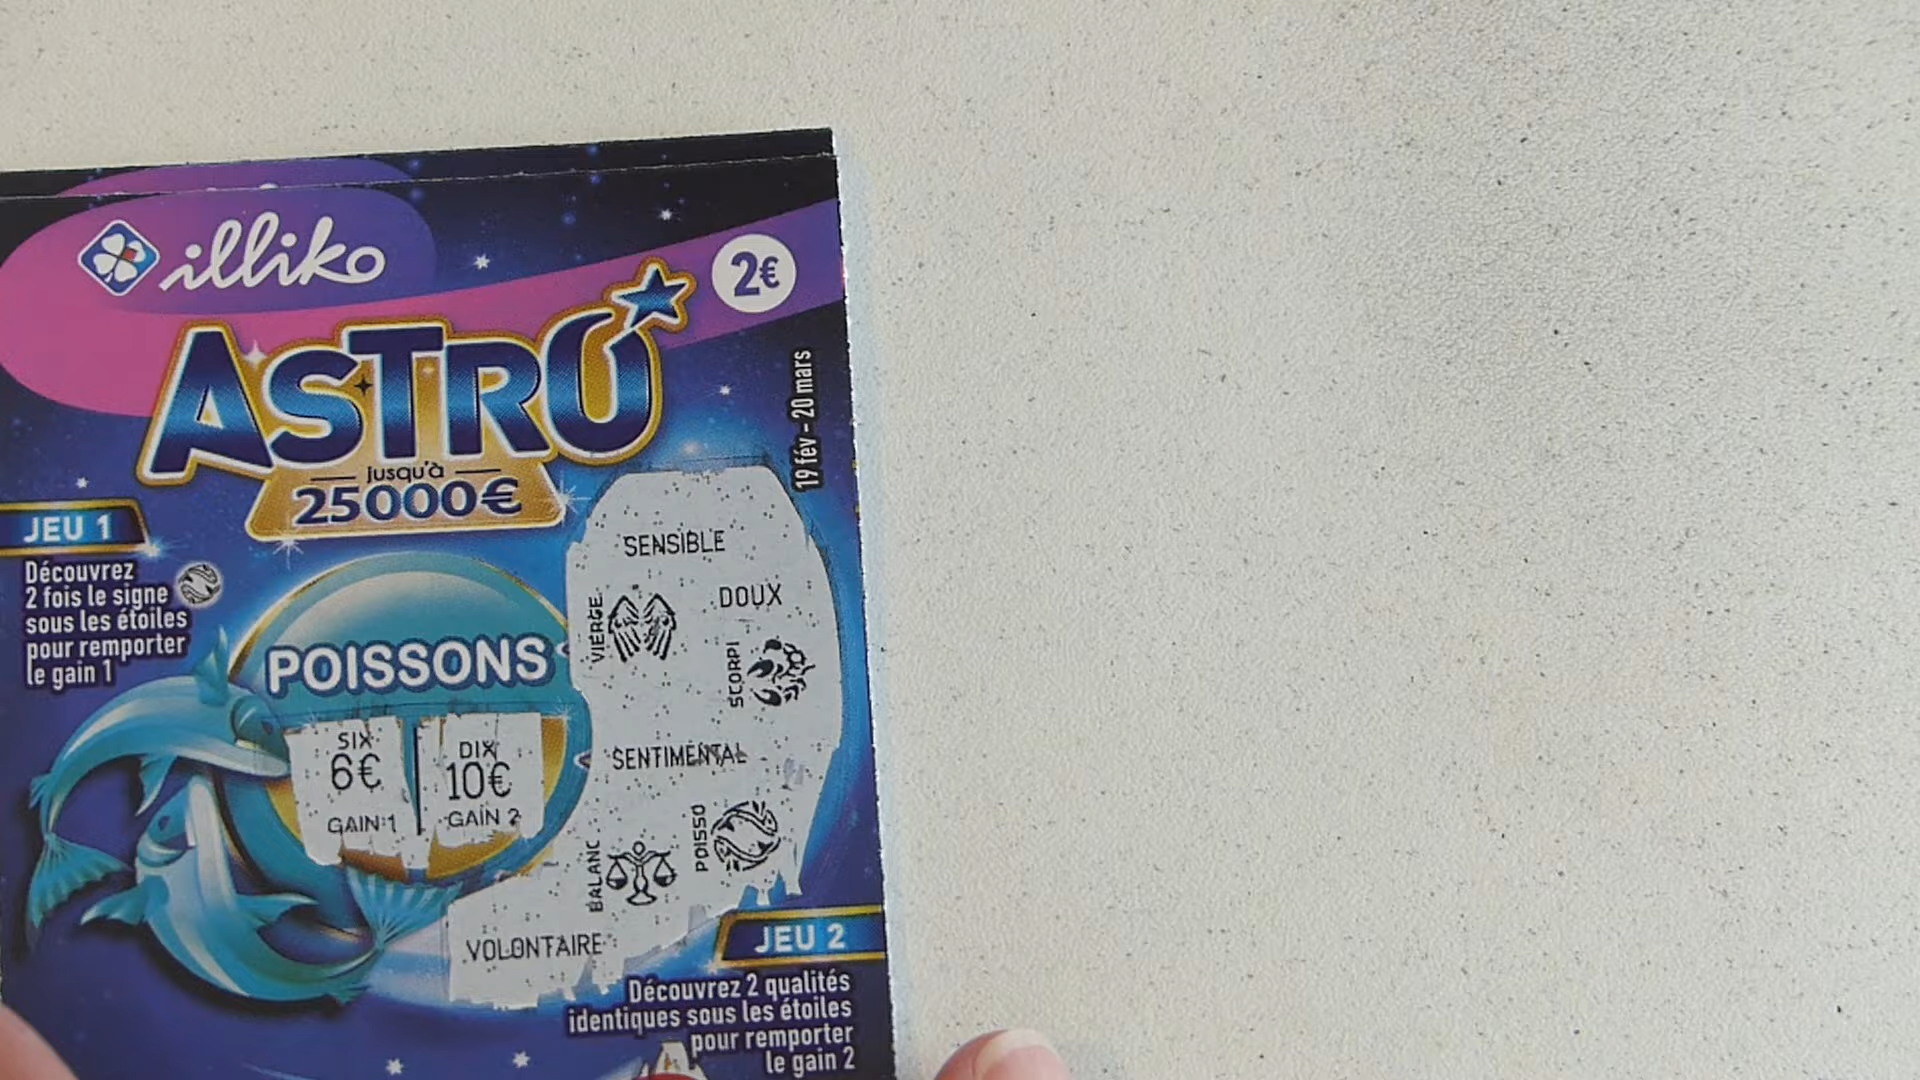 illiko
2€
ASTRO
jusqu'à
25000€
19 fév - 20 mars
JEU 1
Découvrez
2 fois le signe
sous les étoiles
pour remporter
le gain 1
POISSONS
SIX
6€
GAIN 1
DIX
10€
GAIN 2
SENSIBLE
VIERGE
DOUX
SCORPI
SENTIMENTAL
BALANC
POISSO
VOLONTAIRE
JEU 2
Découvrez 2 qualités
identiques sous les étoiles
pour remporter
le gain 2